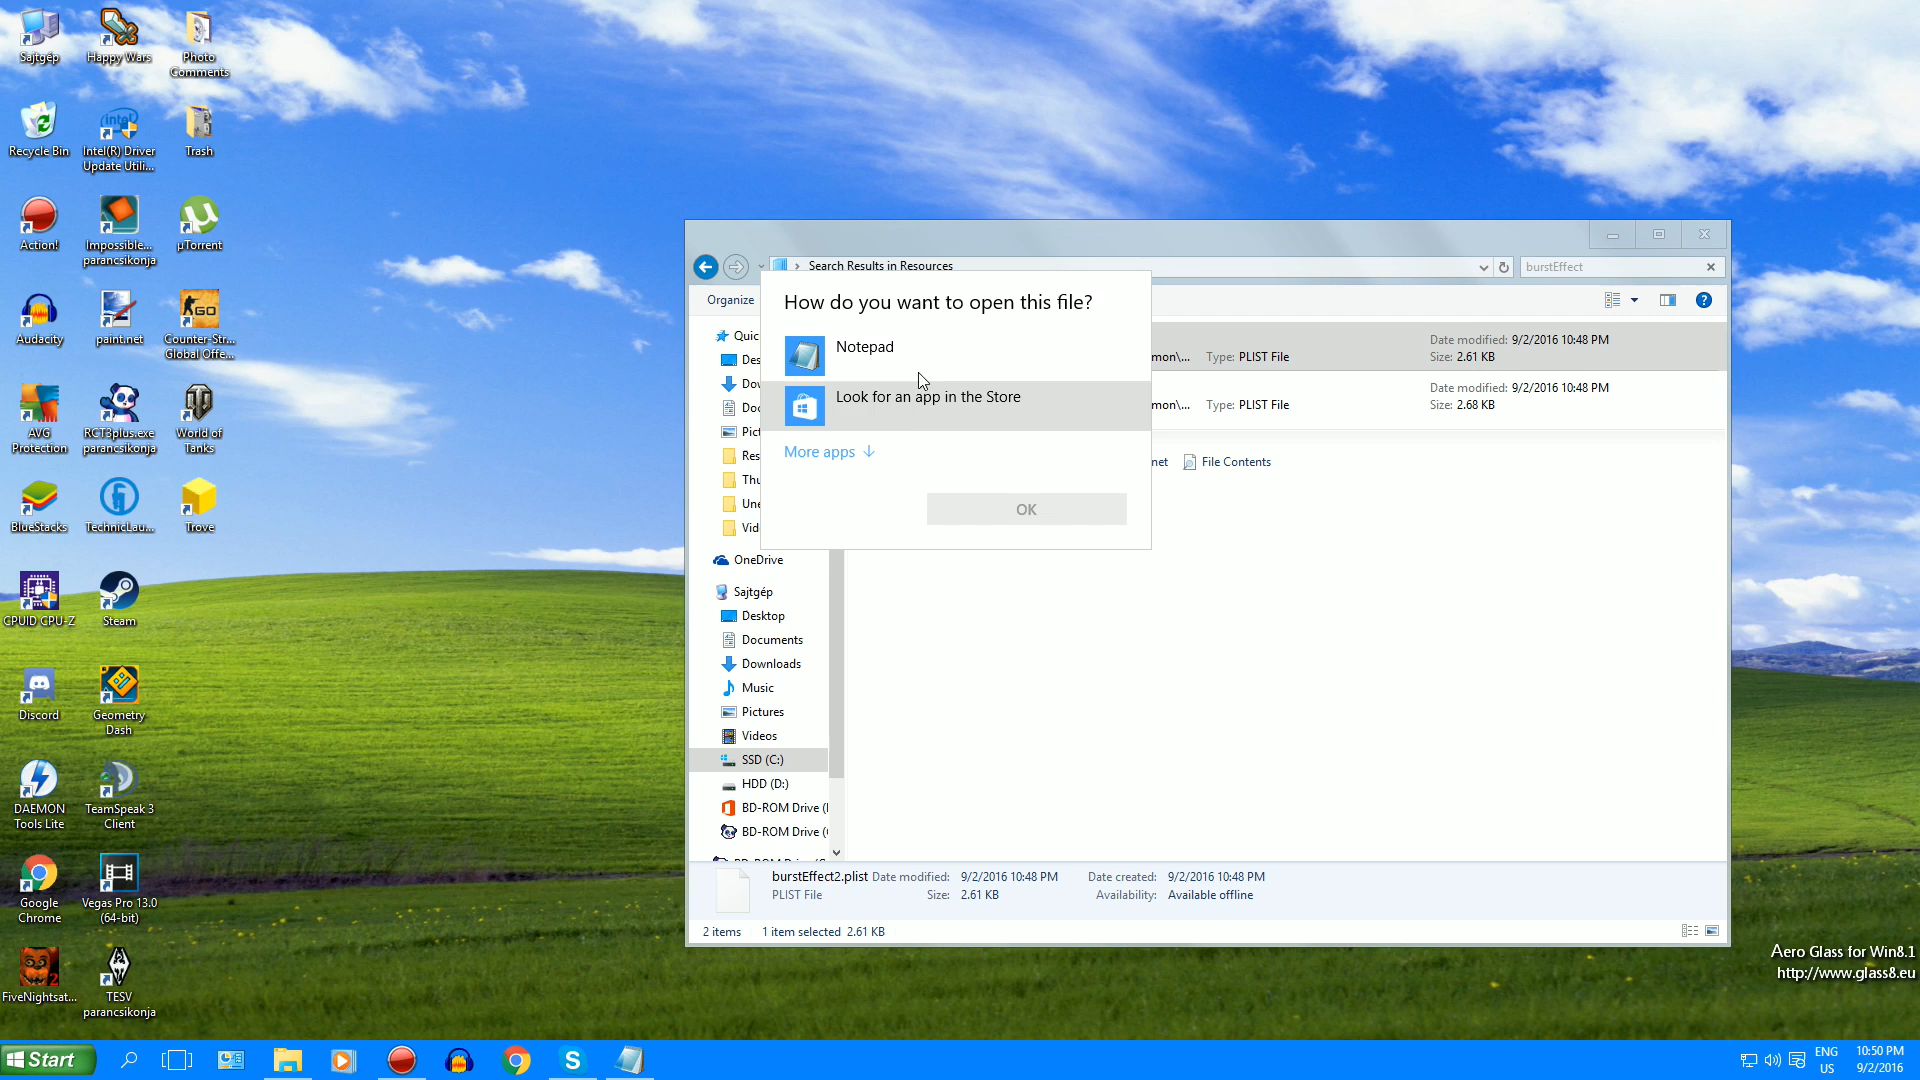 Sajtgép
Happy Wars
Photo
Comments
Recycle Bin
Intel(R) Driver
Update Utili...
Trash
Action!
Impossible...
parancsikonja
µTorrent
Audacity
paint.net
Counter-Str...
Global Offe...
AVG
Protection
RCT3plus.exe
parancsikonja
World of
Tanks
BlueStacks
TechnicLau...
Trove
CPUID CPU-Z
Steam
Discord
Geometry
Dash
DAEMON
Tools Lite
TeamSpeak 3
Client
Google
Chrome
Vegas Pro 13.0
(64-bit)
FiveNightsat...
TESV
parancsikonja
intel
GO
2
Search Results in Resources
burstEffect
Organize
How do you want to open this file?
Notepad
Look for an app in the Store
More apps
OK
Quic
Des
Dow
Doc
Pict
Res
Thu
Une
Vid
OneDrive
Sajtgép
Desktop
Documents
Downloads
Music
Pictures
Videos
SSD (C:)
HDD (D:)
BD-ROM Drive (
BD-ROM Drive (
mon\... Type: PLIST File
Date modified: 9/2/2016 10:48 PM
Size: 2.61 KB
mon\... Type: PLIST File
Date modified: 9/2/2016 10:48 PM
Size: 2.68 KB
net File Contents
burstEffect2.plist Date modified: 9/2/2016 10:48 PM Date created: 9/2/2016 10:48 PM
PLIST File Size: 2.61 KB Availability: Available offline
2 items 1 item selected 2.61 KB
Aero Glass for Win8.1
http://www.glass8.eu
Start
ENG
US
10:50 PM
9/2/2016